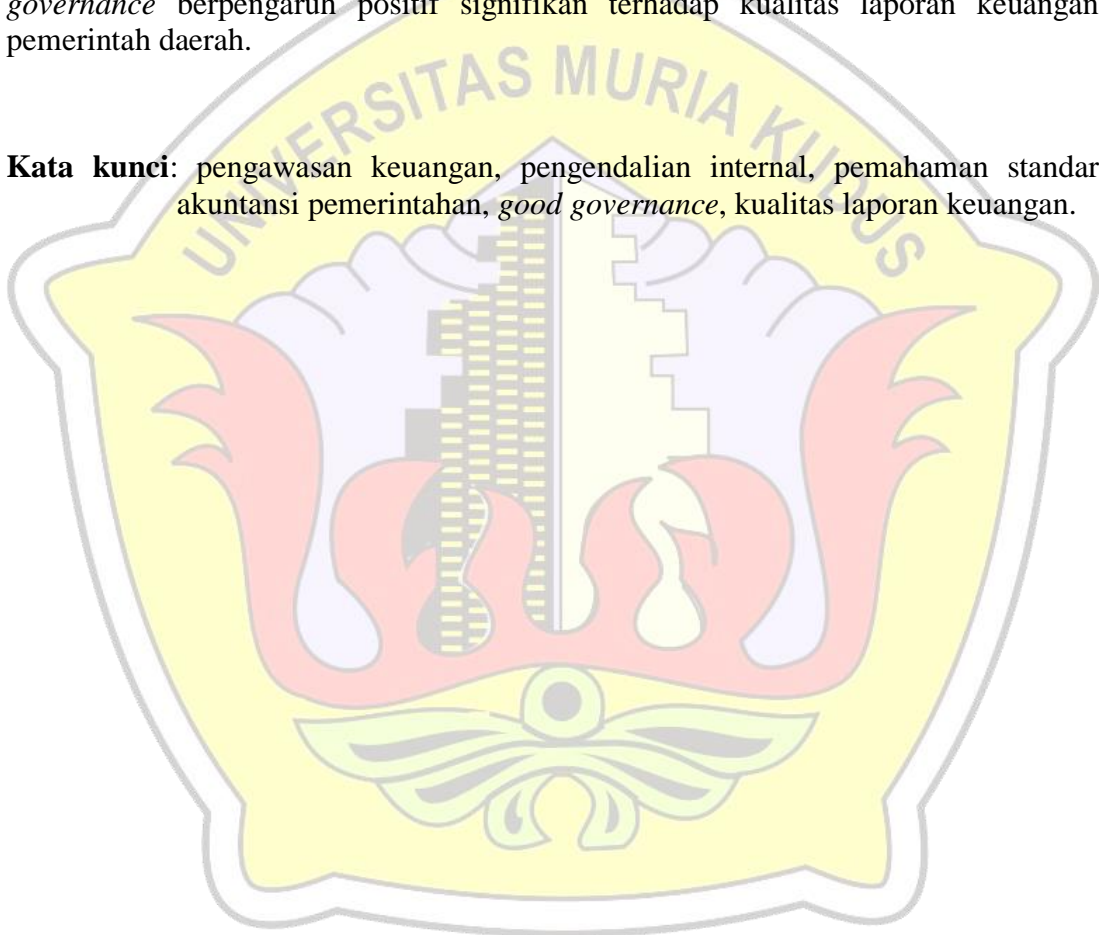 governance berpengaruh positif signifikan terhadap kualitas laporan keuangan
pemerintah daerah.
UNIVERSITAS MURIA KUDUS
Kata kunci: pengawasan keuangan, pengendalian internal, pemahaman standar
akuntansi pemerintahan, good governance, kualitas laporan keuangan.